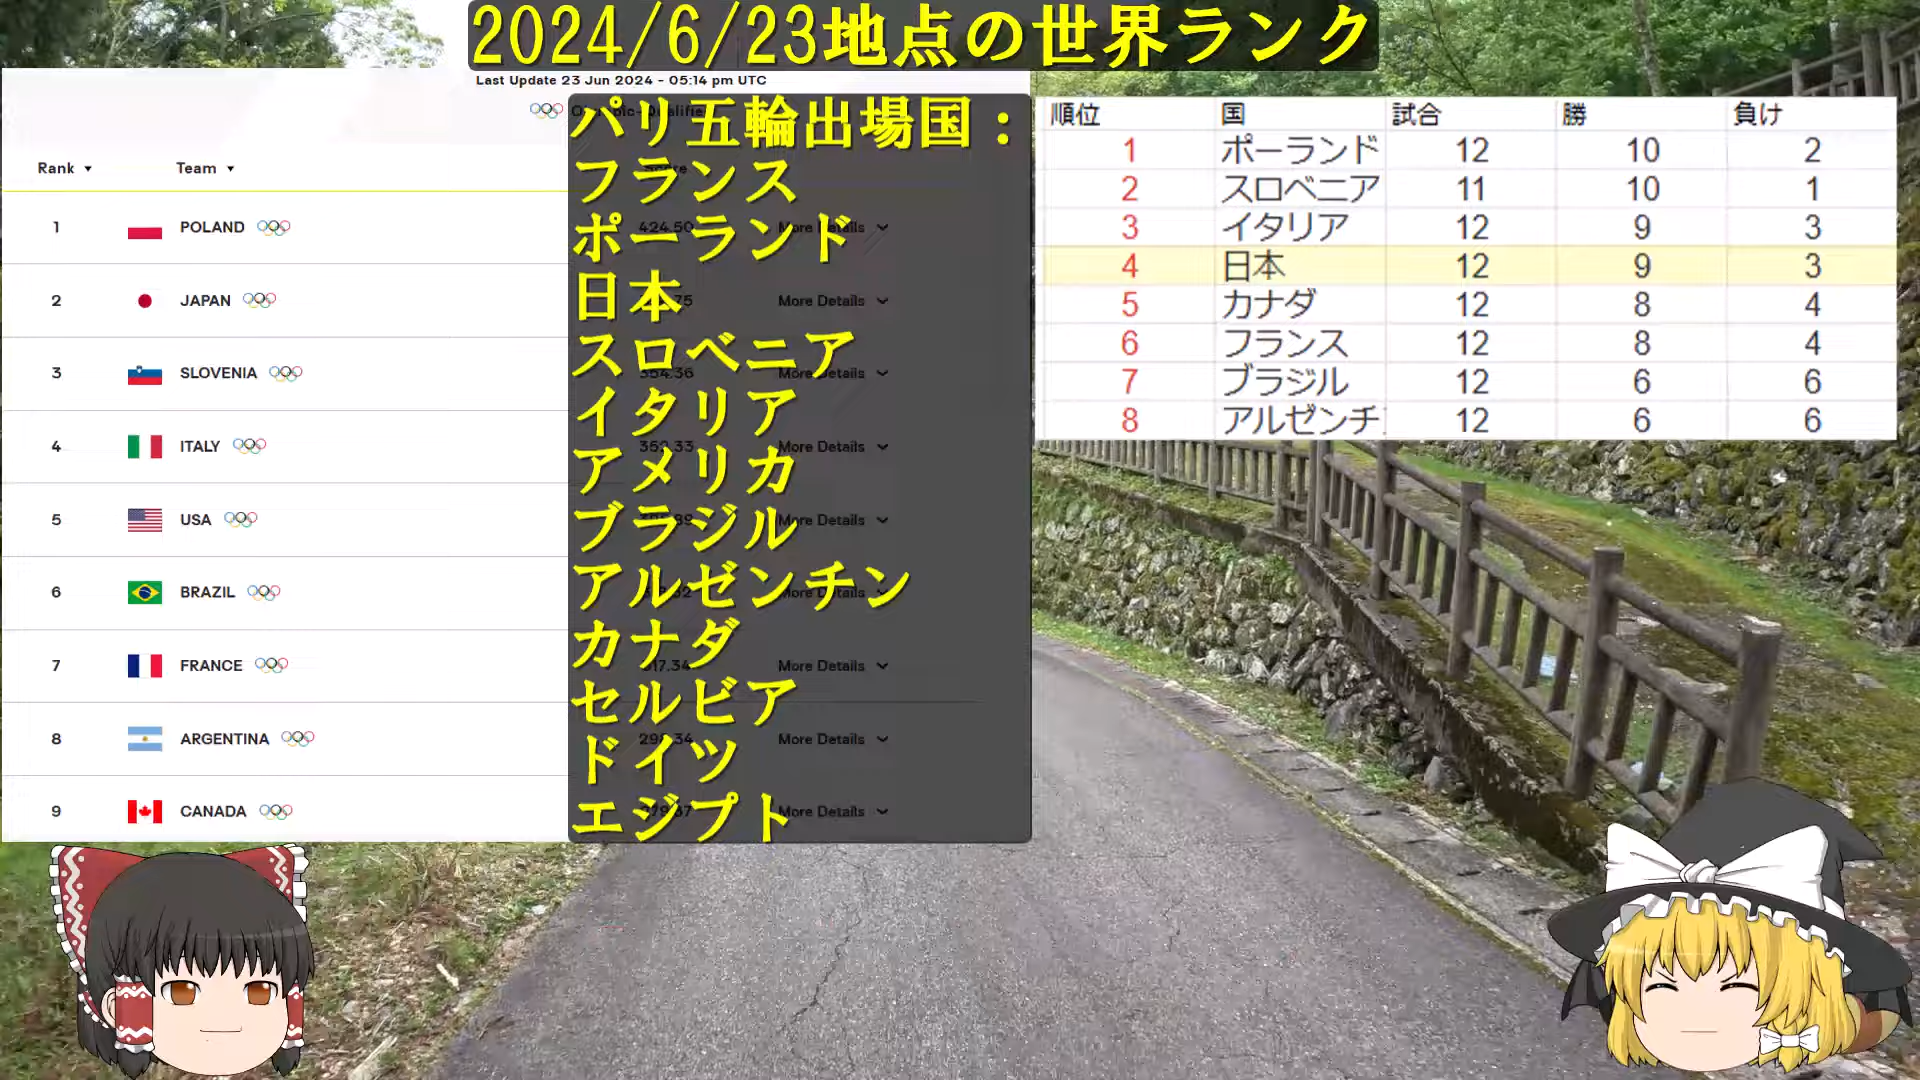 2024/6/23地点の世界ランク
Last Update 23 Jun 2024 - 05:14 pm UTC
Rank Team
1 POLAND
2 JAPAN
3 SLOVENIA
4 ITALY
5 USA
6 BRAZIL
7 FRANCE
8 ARGENTINA
9 CANADA
パリ五輪出場国：
フランス
ポーランド
日本
スロベニア
イタリア
アメリカ
ブラジル
アルゼンチン
カナダ
セルビア
ドイツ
エジプト
More Details
More Details
More Details
More Details
More Details
More Details
More Details
More Details
More Details
順位 国 試合 勝 負け
1 ポーランド 12 10 2
2 スロベニア 11 10 1
3 イタリア 12 9 3
4 日本 12 9 3
5 カナダ 12 8 4
6 フランス 12 8 4
7 ブラジル 12 6 6
8 アルゼンチ 12 6 6